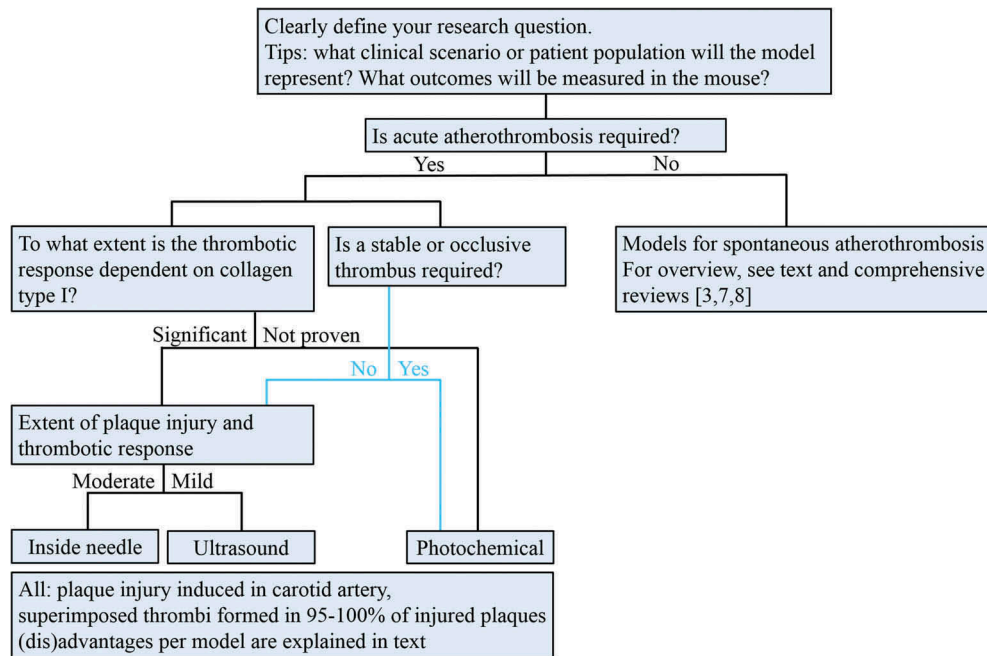 Clearly define your research question.
Tips: what clinical scenario or patient population will the model
represent? What outcomes will be measured in the mouse?
Is acute atherothrombosis required?
Yes
No
To what extent is the thrombotic
response dependent on collagen
type I?
Is a stable or occlusive
thrombus required?
Models for spontaneous atherothrombosis
For overview, see text and comprehensive
reviews [3,7,8]
Significant
Not proven
No
Yes
Extent of plaque injury and
thrombotic response
Moderate
Mild
Inside needle
Ultrasound
Photochemical
All: plaque injury induced in carotid artery,
superimposed thrombi formed in 95-100% of injured plaques
(dis)advantages per model are explained in text